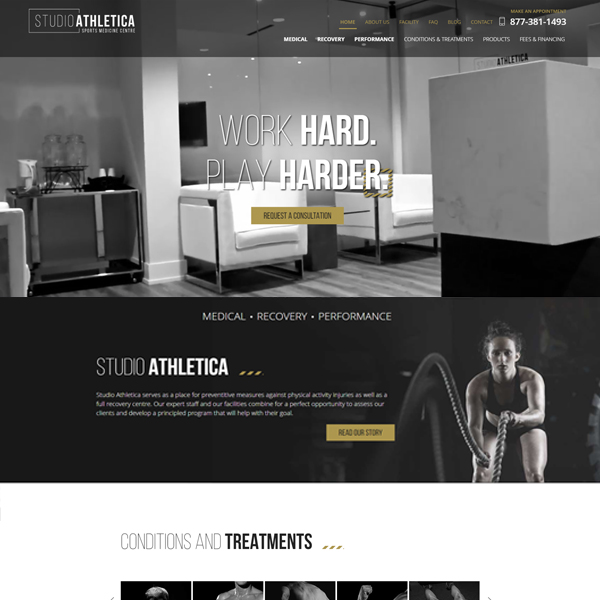 STUDIO ATHLETICA
SPORTS MEDICINE CENTRE
MAKE AN APPOINTMENT
HOME ABOUT US FACILITY FAQ BLOG CONTACT 877-381-1493
MEDICAL RECOVERY PERFORMANCE CONDITIONS & TREATMENTS PRODUCTS FEES & FINANCING
ATHLETICA
WORK HARD.
PLAY HARDER.
REQUEST A CONSULTATION
MEDICAL • RECOVERY • PERFORMANCE
STUDIO ATHLETICA
Studio Athletica serves as a place for preventitive measures against physical activity injuries as well as a
full recovery centre. Our expert staff and our facilities combine for a perfect opportunity to assess our
clients and develop a principled program that will help with their goal.
READ OUR STORY
CONDITIONS AND TREATMENTS